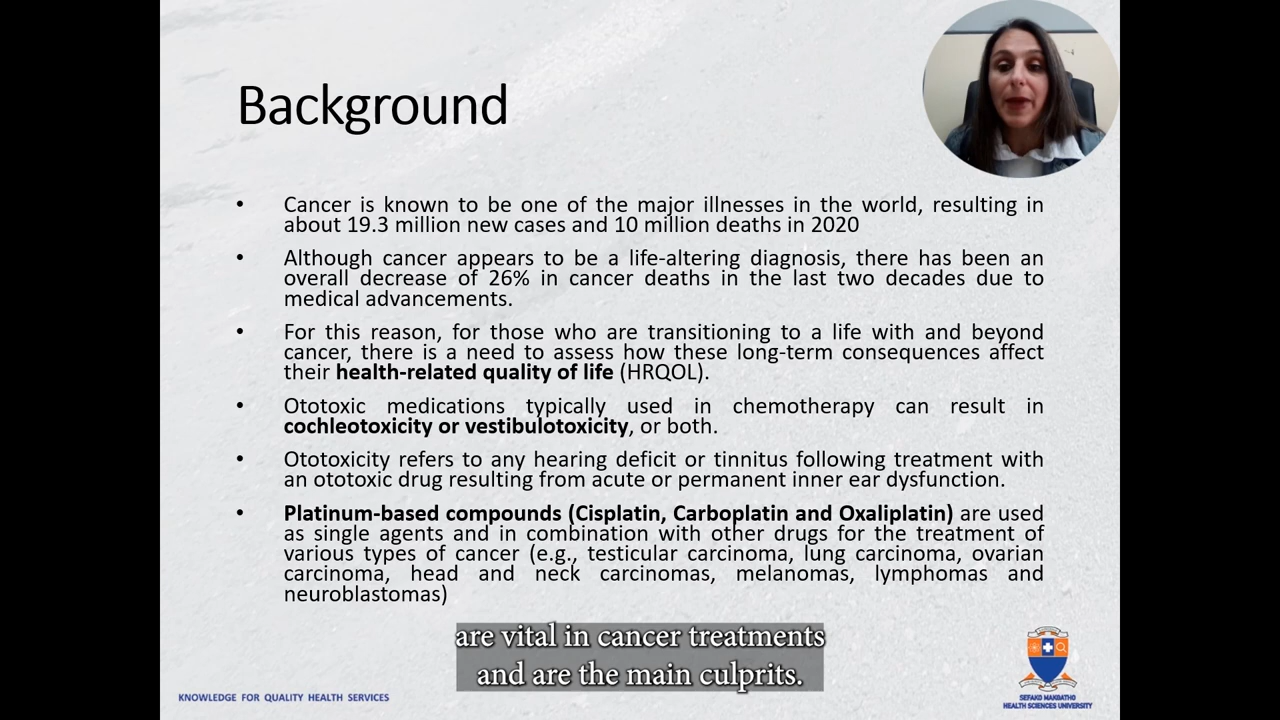 Background
• Cancer is known to be one of the major illnesses in the world, resulting in
about 19.3 million new cases and 10 million deaths in 2020
• Although cancer appears to be a life-altering diagnosis, there has been an
overall decrease of 26% in cancer deaths in the last two decades due to
medical advancements.
• For this reason, for those who are transitioning to a life with and beyond
cancer, there is a need to assess how these long-term consequences affect
their health-related quality of life (HRQOL).
• Ototoxic medications typically used in chemotherapy can result in
cochleotoxicity or vestibulotoxicity, or both.
• Ototoxicity refers to any hearing deficit or tinnitus following treatment with
an ototoxic drug resulting from acute or permanent inner ear dysfunction.
• Platinum-based compounds (Cisplatin, Carboplatin and Oxaliplatin) are used
as single agents and in combination with other drugs for the treatment of
various types of cancer (e.g., testicular carcinoma, lung carcinoma, ovarian
carcinoma, head and neck carcinomas, melanomas, lymphomas and
neuroblastomas)
are vital in cancer treatments
and are the main culprits.
KNOWLEDGE FOR QUALITY HEALTH SERVICES
SEFAKO MAKGATHO
HEALTH SCIENCES UNIVERSITY